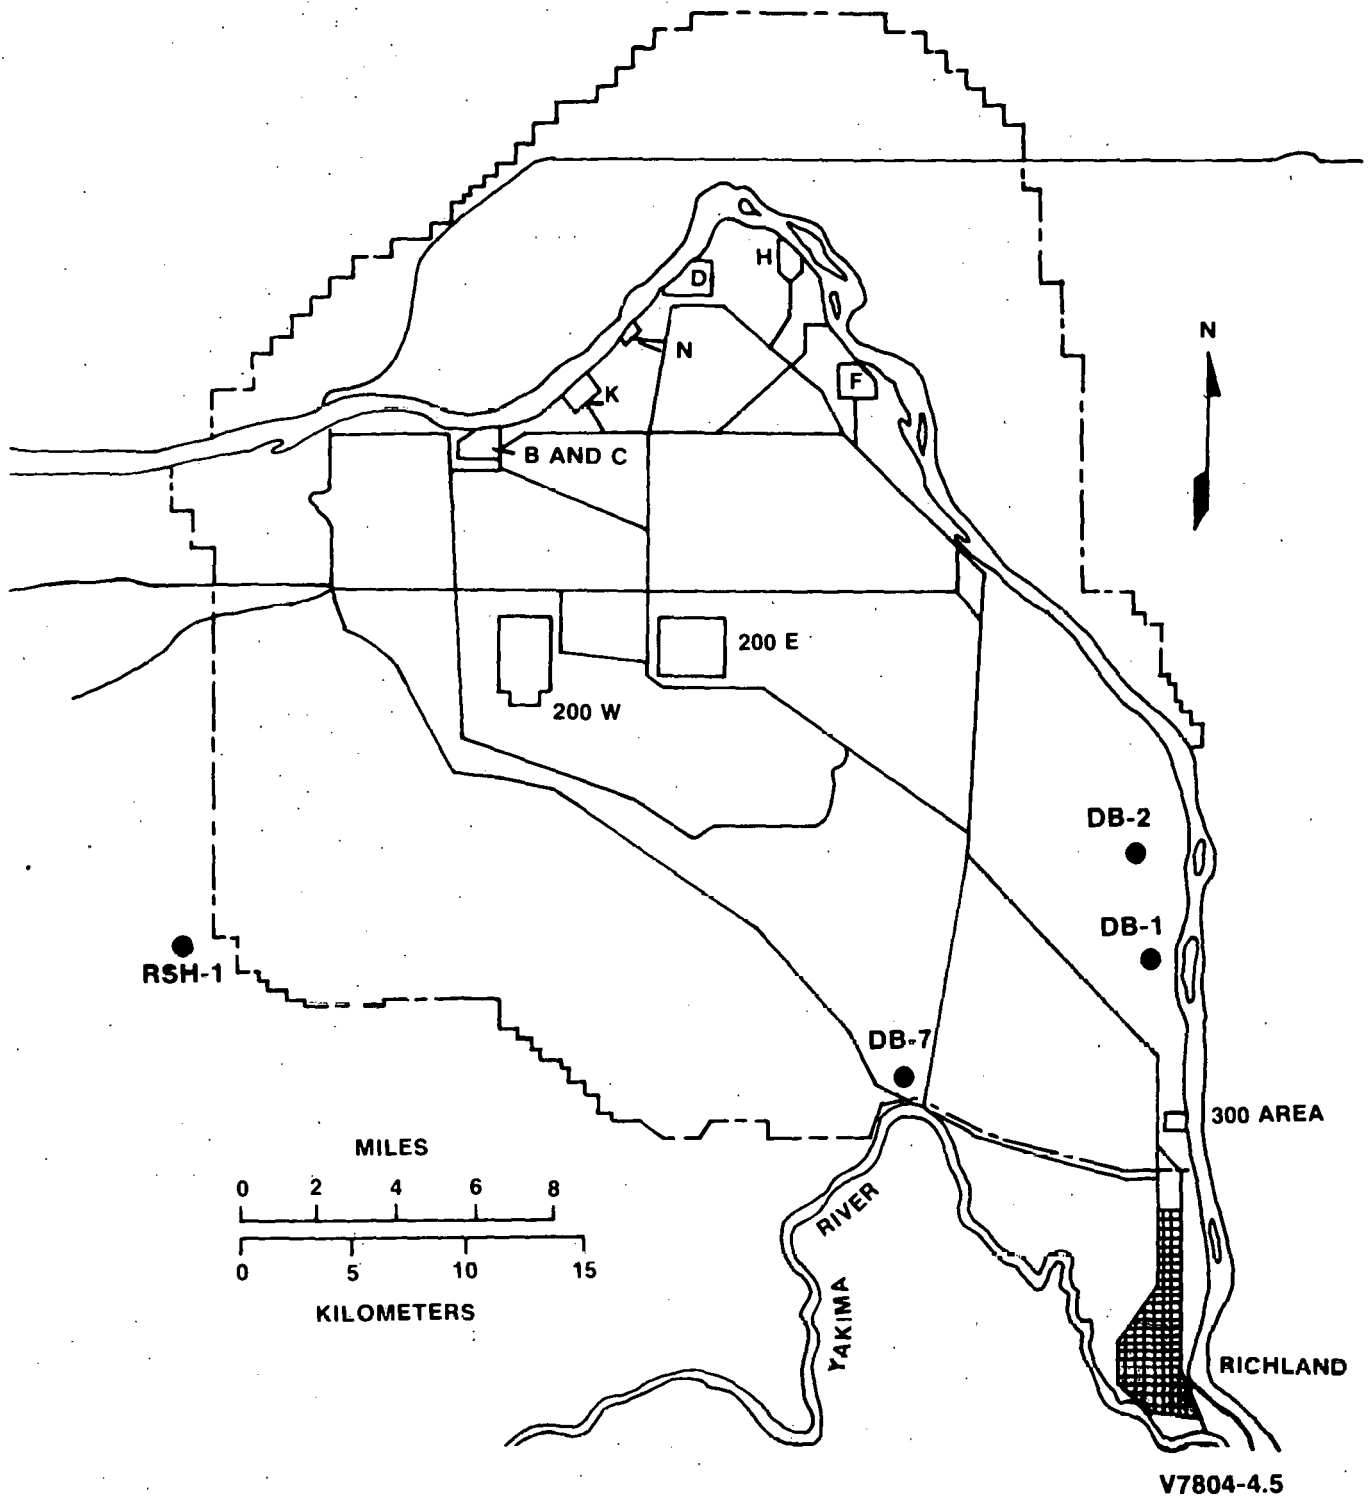 H
D
N
N
K
F
B AND C
200 E
200 W
DB-2
DB-1
RSH-1
DB-7
300 AREA
MILES
0 2 4 6 8
0 5 10 15
KILOMETERS
RIVER
YAKIMA
RICHLAND
V7804-4.5